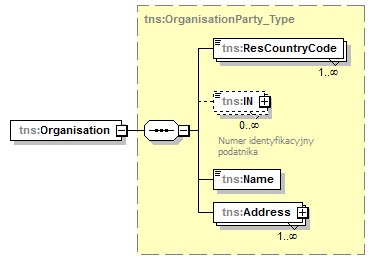 tns:OrganisationParty_Type
tns:ResCountryCode
1..∞
tns:IN
0..∞
Numer identyfikacyjny
podatnika
tns:Organisation
tns:Name
tns:Address
1..∞